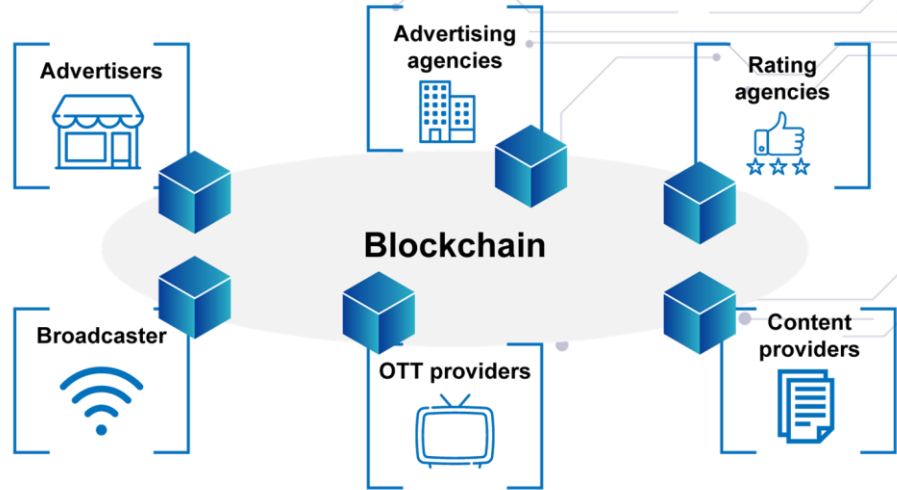 Advertisers
Advertising
agencies
Rating
agencies
Blockchain
Broadcaster
OTT providers
Content
providers